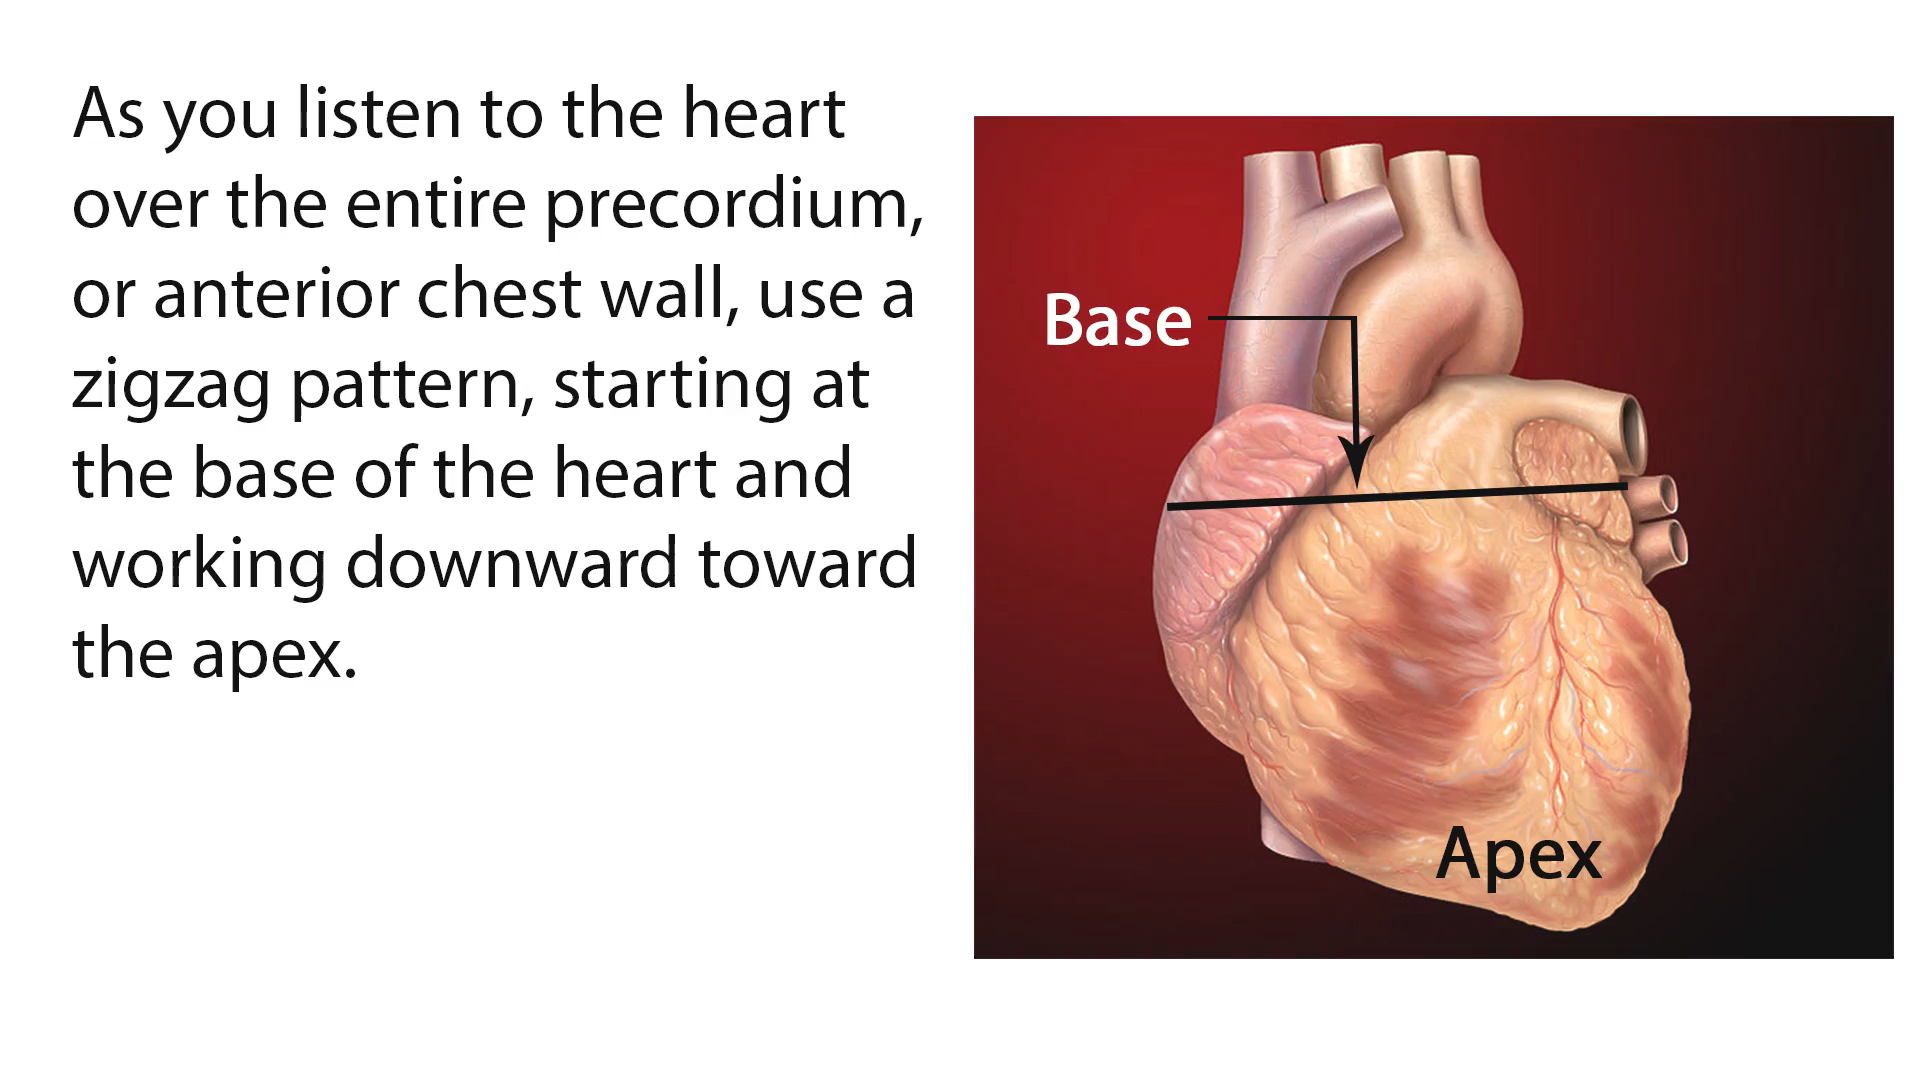 As you listen to the heart
over the entire precordium,
or anterior chest wall, use a
zigzag pattern, starting at
the base of the heart and
working downward toward
the apex.
Base
Apex